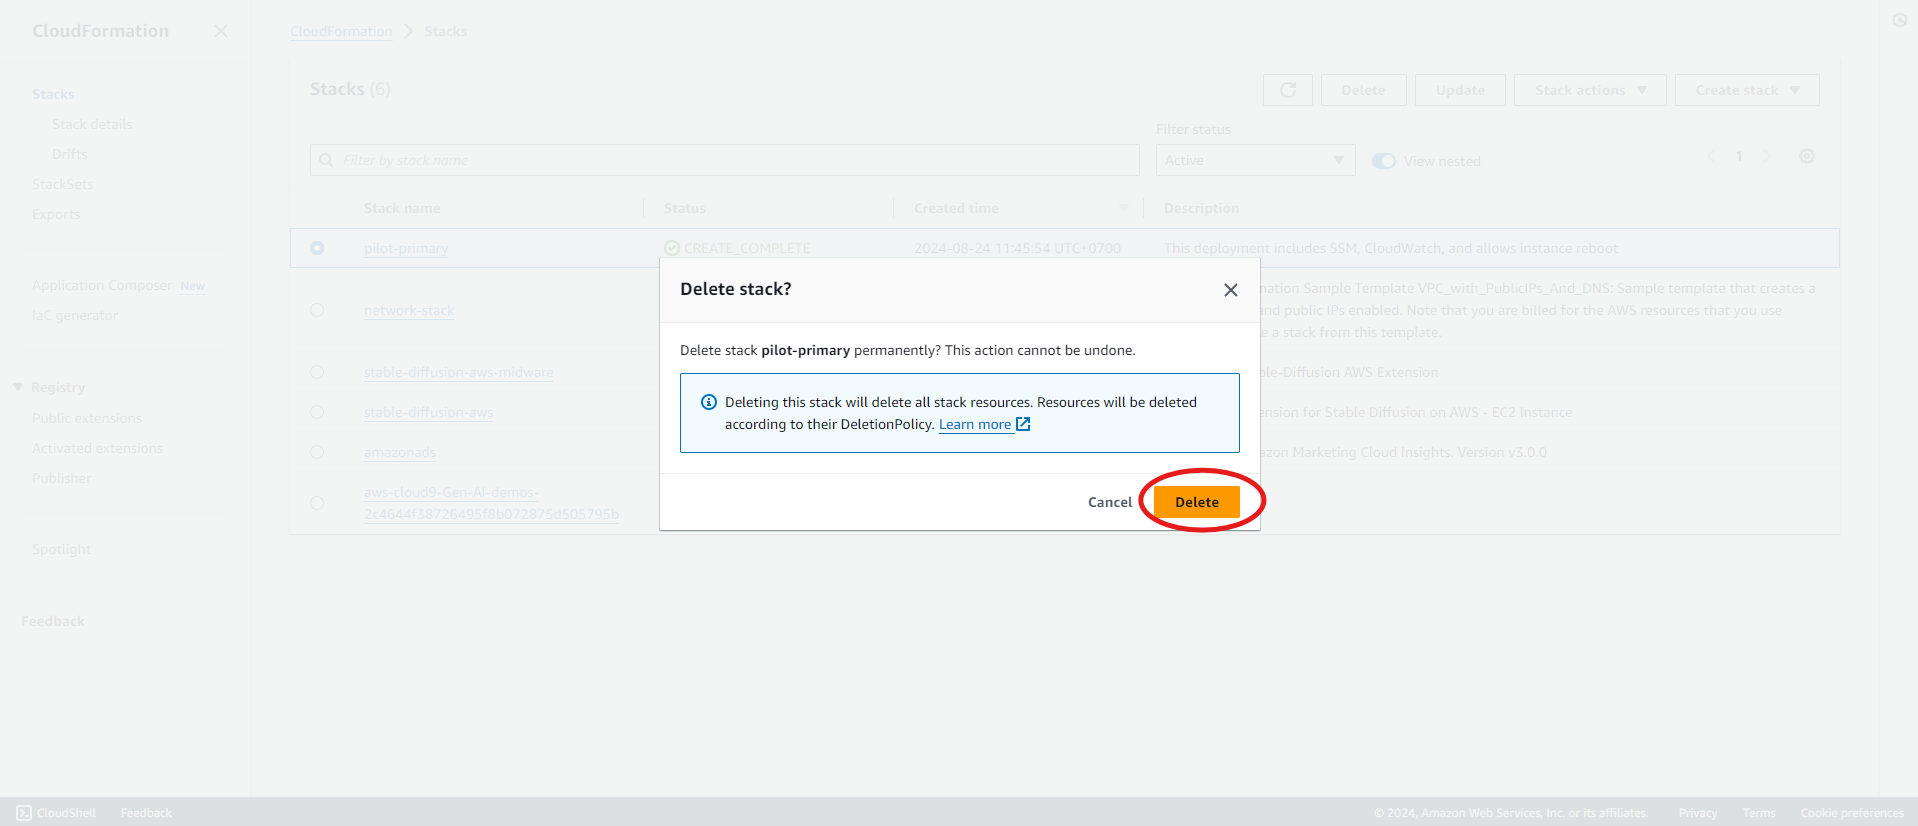 CloudFormation
Stacks
Stack details
Drifts
StackSets
Exports
Application Composer New
IaC generator
Registry
Public extensions
Activated extensions
Publisher
Spotlight
Feedback
CloudFormation Stacks
Stacks (6)
Delete
Update
Stack actions
Create stack
Filter status
Filter by stack name
Active
View nested
1
Stack name Status Created time Description
pilot-primary CREATE_COMPLETE 2024-08-24 11:45:54 UTC+0700 This deployment includes SSM, CloudWatch, and allows instance reboot
network-stack
nation Sample Template VPC_with_PublicIPs_And_DNS: Sample template that creates a
and public IPs enabled. Note that you are billed for the AWS resources that you use
e a stack from this template.
stable-diffusion-aws-midware
ble-Diffusion AWS Extension
stable-diffusion-aws
ension for Stable Diffusion on AWS - EC2 Instance
amazonads
azon Marketing Cloud Insights. Version v3.0.0
aws-cloud9-Gen-AI-demos-
2c4644f38726495f8b072875d505795b
Delete stack?
Delete stack pilot-primary permanently? This action cannot be undone.
Deleting this stack will delete all stack resources. Resources will be deleted
according to their DeletionPolicy. Learn more
Cancel
Delete
CloudShell Feedback © 2024, Amazon Web Services, Inc. or its affiliates. Privacy Terms Cookie preferences